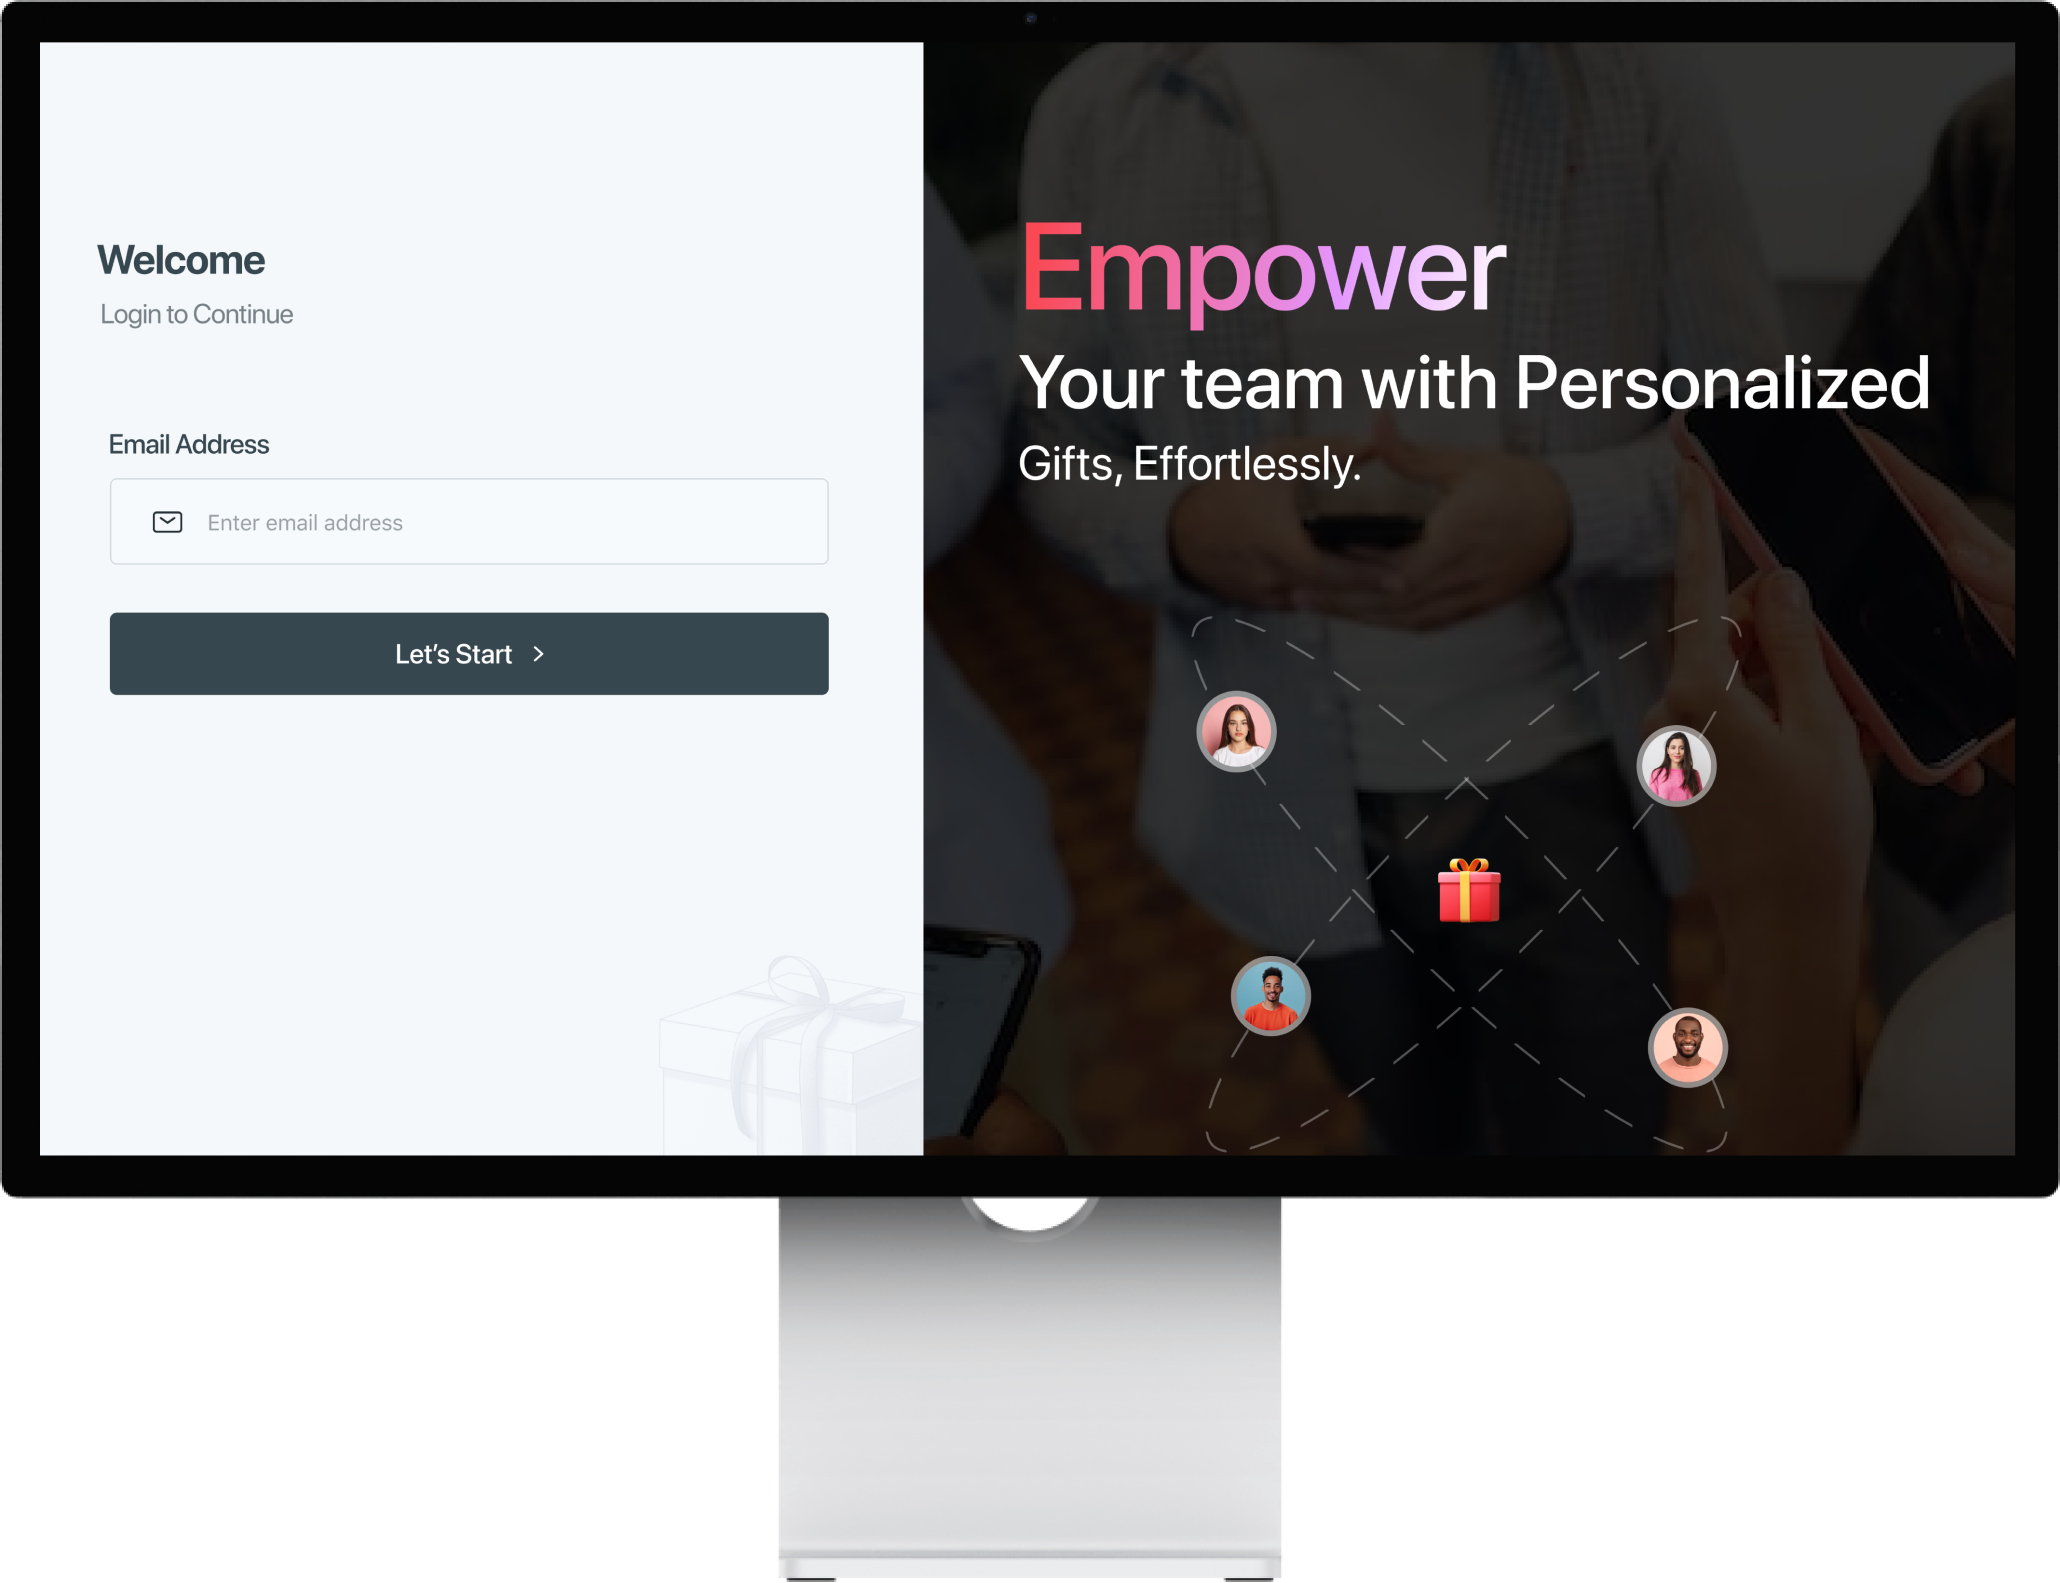 Welcome
Login to Continue
Email Address
Enter email address
Let’s Start
Empower
Your team with Personalized
Gifts, Effortlessly.